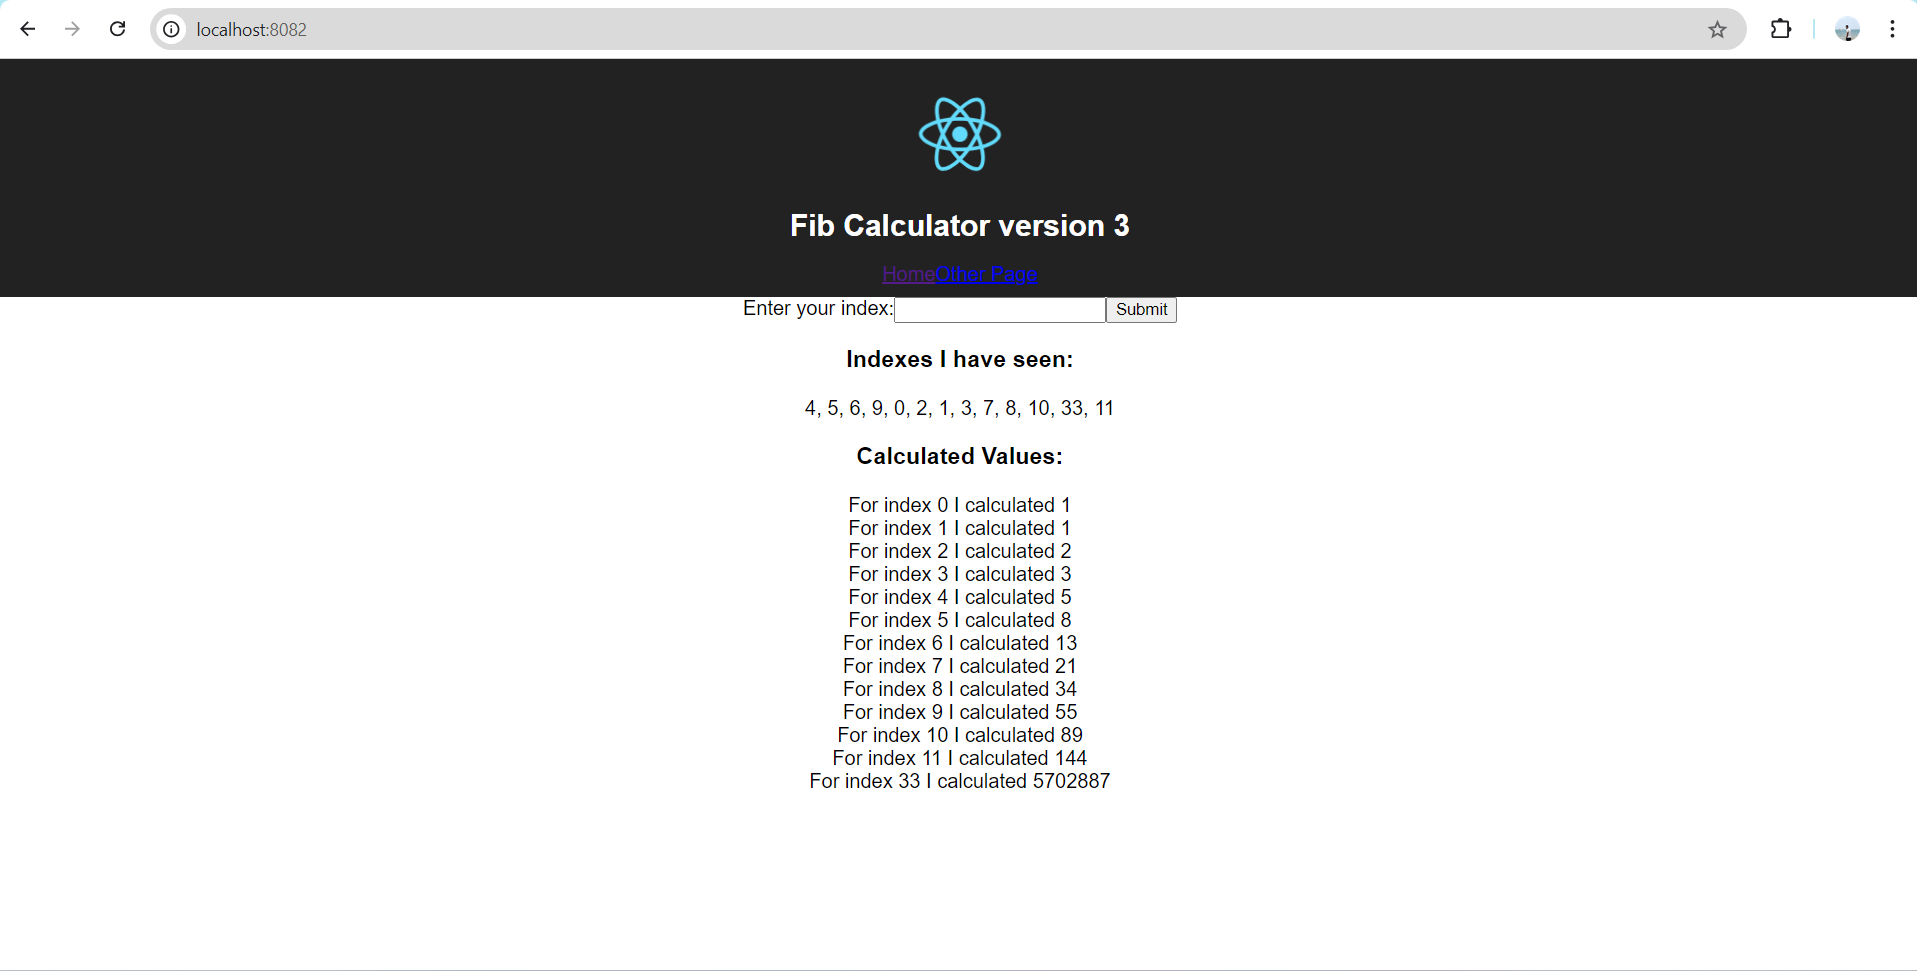 localhost:8082
Fib Calculator version 3
HomeOther Page
Enter your index: Submit
Indexes I have seen:
4, 5, 6, 9, 0, 2, 1, 3, 7, 8, 10, 33, 11
Calculated Values:
For index 0 I calculated 1
For index 1 I calculated 1
For index 2 I calculated 2
For index 3 I calculated 3
For index 4 I calculated 5
For index 5 I calculated 8
For index 6 I calculated 13
For index 7 I calculated 21
For index 8 I calculated 34
For index 9 I calculated 55
For index 10 I calculated 89
For index 11 I calculated 144
For index 33 I calculated 5702887